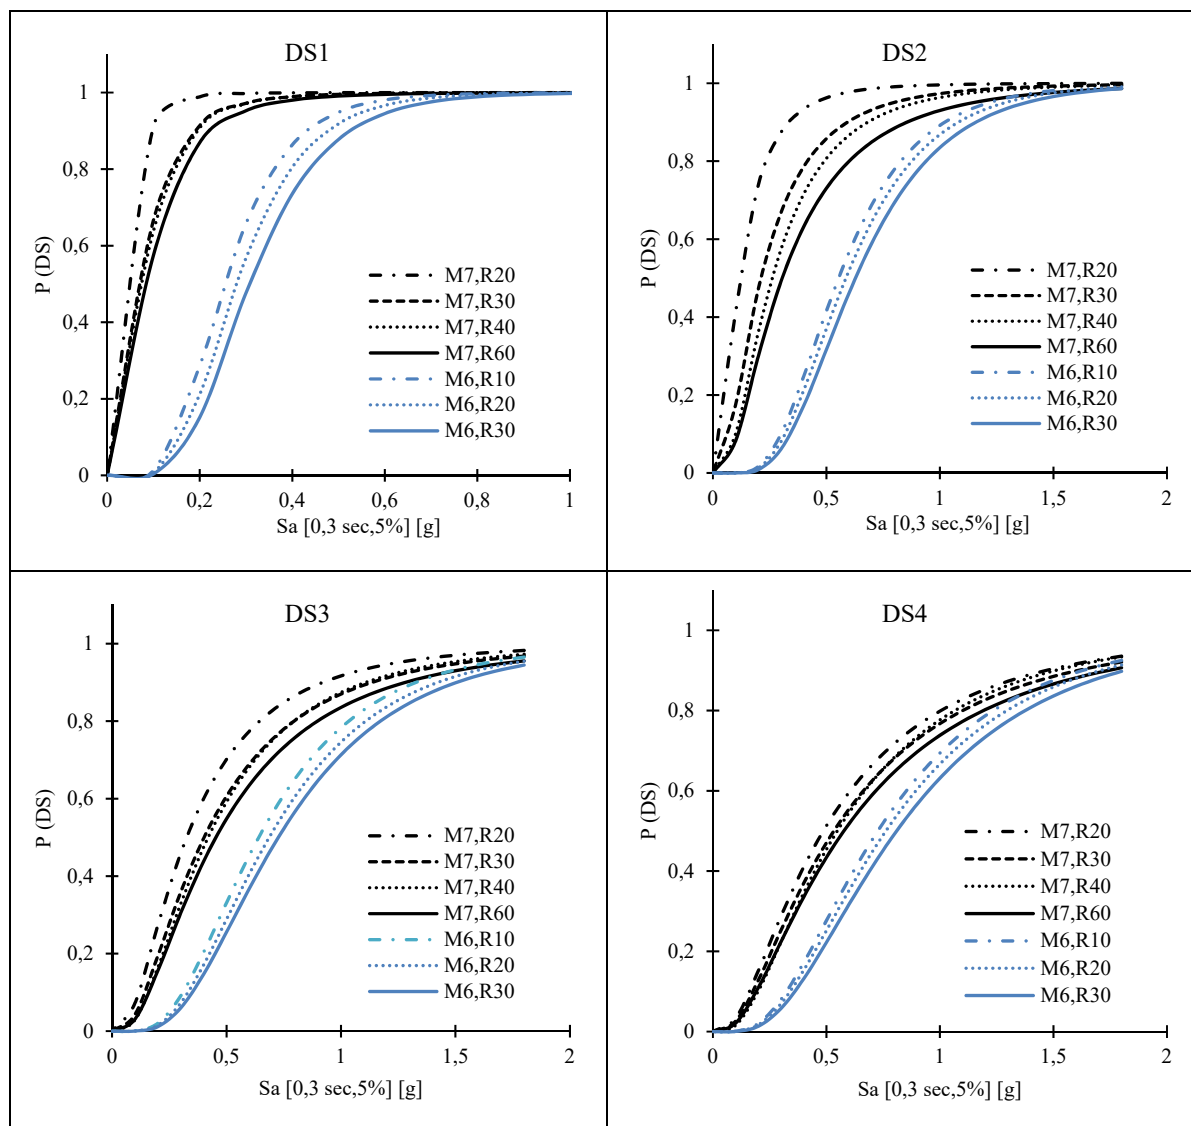 DS1
P (DS)
1
0,8
0,6
0,4
0,2
0
0 0,2 0,4 0,6 0,8 1
Sa [0,3 sec,5%] [g]
M7,R20
M7,R30
M7,R40
M7,R60
M6,R10
M6,R20
M6,R30
DS2
P (DS)
1
0,8
0,6
0,4
0,2
0
0 0,5 1 1,5 2
Sa [0,3 sec,5%] [g]
M7,R20
M7,R30
M7,R40
M7,R60
M6,R10
M6,R20
M6,R30
DS3
P (DS)
1
0,8
0,6
0,4
0,2
0
0 0,5 1 1,5 2
Sa [0,3 sec,5%] [g]
M7,R20
M7,R30
M7,R40
M7,R60
M6,R10
M6,R20
M6,R30
DS4
P (DS)
1
0,8
0,6
0,4
0,2
0
0 0,5 1 1,5 2
Sa [0,3 sec,5%] [g]
M7,R20
M7,R30
M7,R40
M7,R60
M6,R10
M6,R20
M6,R30